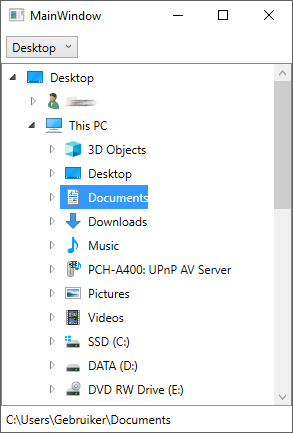 MainWindow
Desktop
Desktop
This PC
3D Objects
Desktop
Documents
Downloads
Music
PCH-A400: UPnP AV Server
Pictures
Videos
SSD (C:)
DATA (D:)
DVD RW Drive (E:)
C:\Users\Gebruiker\Documents